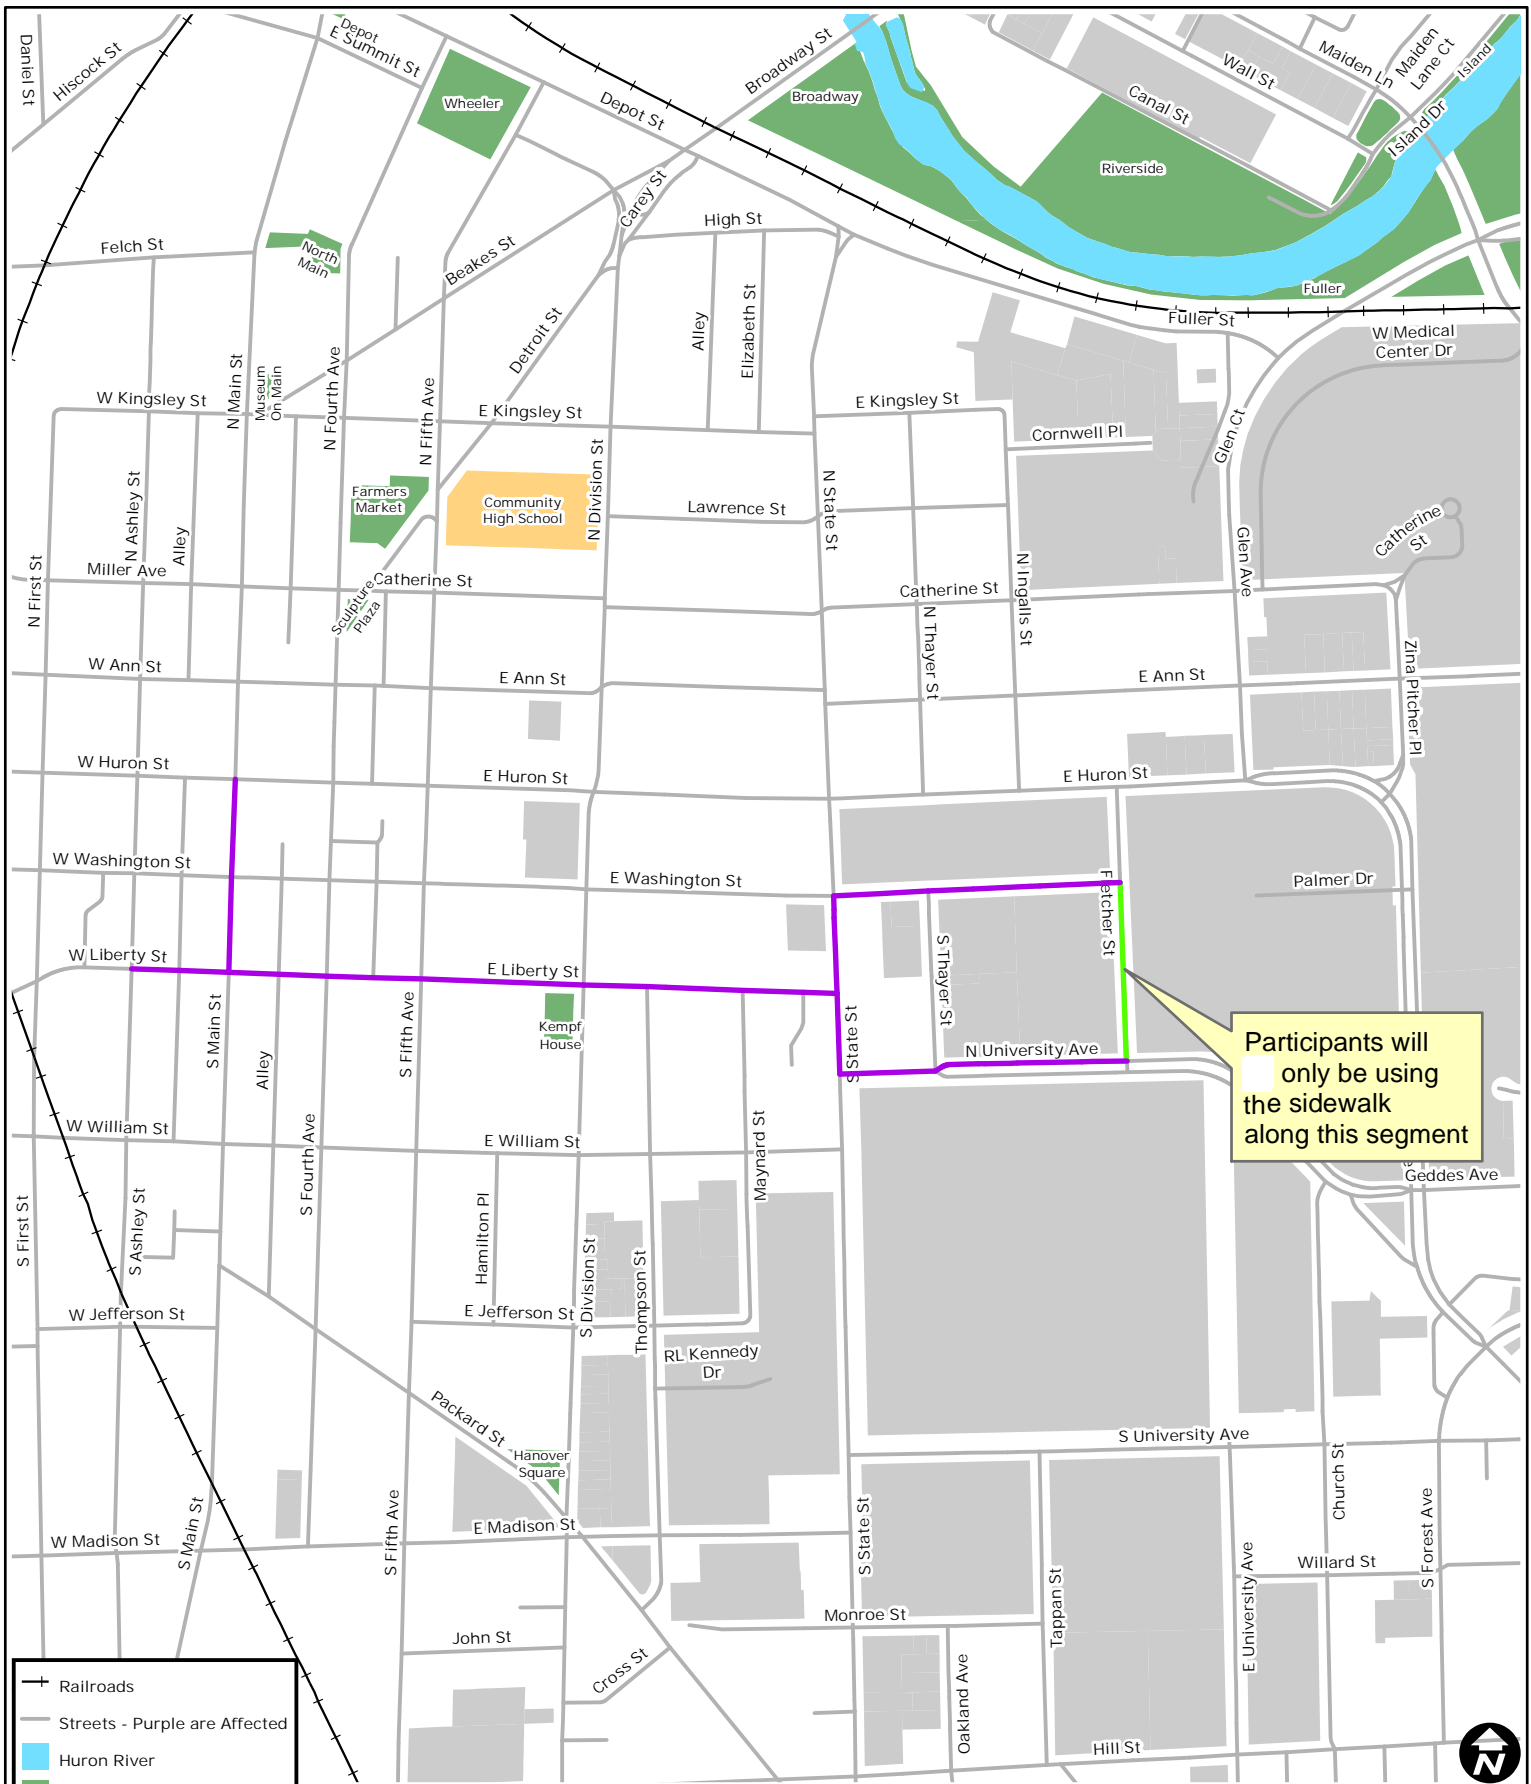 Daniel St
Hiscock St
Depot
E Summit St
Wheeler
Depot St
Broadway St
Broadway
Wall St
Canal St
Maiden Ln
Maiden
Lane Ct
Island
Island Dr
Riverside
Carey St
High St
Felch St
North
Main
Beakes St
Detroit St
Alley
Elizabeth St
Fuller
Fuller St
W Medical
Center Dr
N Main St
Museum
On Main
N Fourth Ave
N Fifth Ave
W Kingsley St
E Kingsley St
E Kingsley St
Cornwell Pl
Glen Ct
N Ashley St
Alley
Farmers
Market
Community
High School
N Division St
Lawrence St
N State St
Catherine
St
N First St
Miller Ave
Catherine St
Sculpture
Plaza
Catherine St
N Thayer St
N Ingalls St
Glen Ave
Zina Pitcher Pl
W Ann St
E Ann St
E Ann St
W Huron St
E Huron St
E Huron St
W Washington St
E Washington St
Fletcher St
Palmer Dr
W Liberty St
E Liberty St
S Thayer St
S Main St
Alley
S Fifth Ave
Kempf
House
S State St
N University Ave
Participants will
only be using
the sidewalk
along this segment
W William St
E William St
S Fourth Ave
Maynard St
Geddes Ave
S First St
S Ashley St
Hamilton Pl
S Division St
Thompson St
W Jefferson St
E Jefferson St
RL Kennedy
Dr
Packard St
Hanover
Square
S University Ave
Church St
S Forest Ave
W Madison St
S Main St
S Fifth Ave
E Madison St
S State St
Tappan St
E University Ave
Willard St
Monroe St
John St
Cross St
Oakland Ave
Hill St
Railroads
Streets - Purple are Affected
Huron River
N